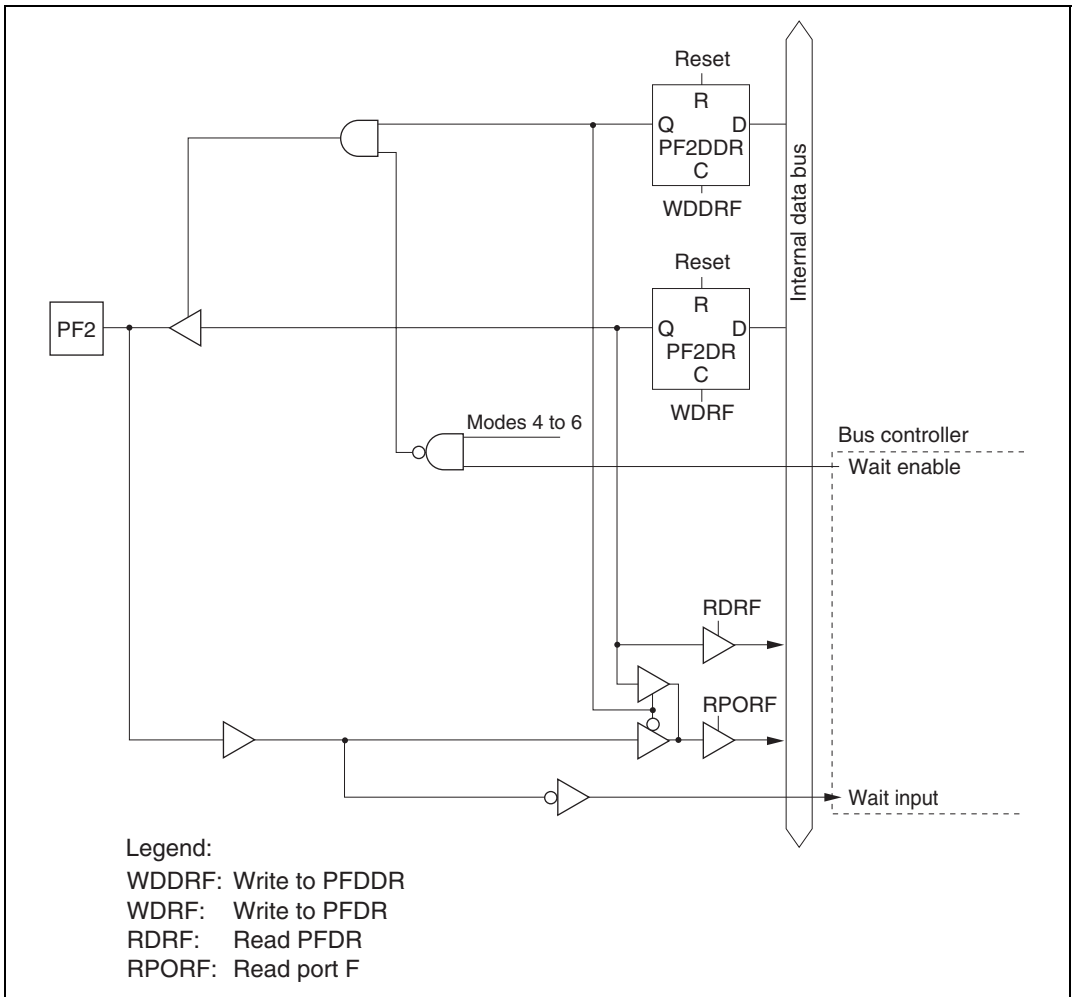 Reset
R
Q D
PF2DDR
C
WDDRF
Internal data bus
Reset
R
PF2
Q D
PF2DR
C
WDRF
Modes 4 to 6
Bus controller
Wait enable
RDRF
RPORF
Wait input
Legend:
WDDRF: Write to PFDDR
WDRF: Write to PFDR
RDRF: Read PFDR
RPORF: Read port F